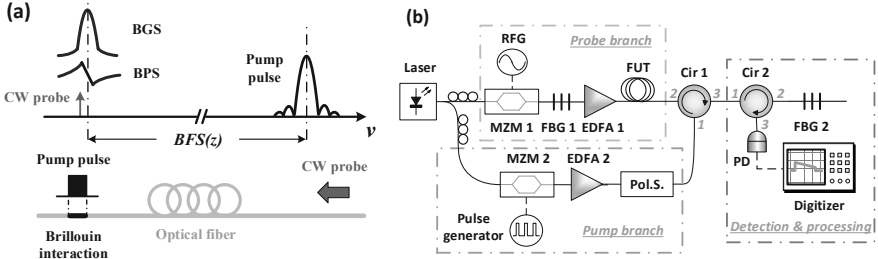 (a)
BGS
BPS
CW probe
Pump
pulse
BFS(z)
ν
Pump pulse
CW probe
Brillouin
interaction
Optical fiber
(b)
RFG
Probe branch
Laser
FUT
Cir 1
Cir 2
2
3
1
1
2
3
MZM 1
FBG 1
EDFA 1
FBG 2
MZM 2
EDFA 2
PD
Pol.S.
Digitizer
Pulse
generator
Pump branch
Detection & processing